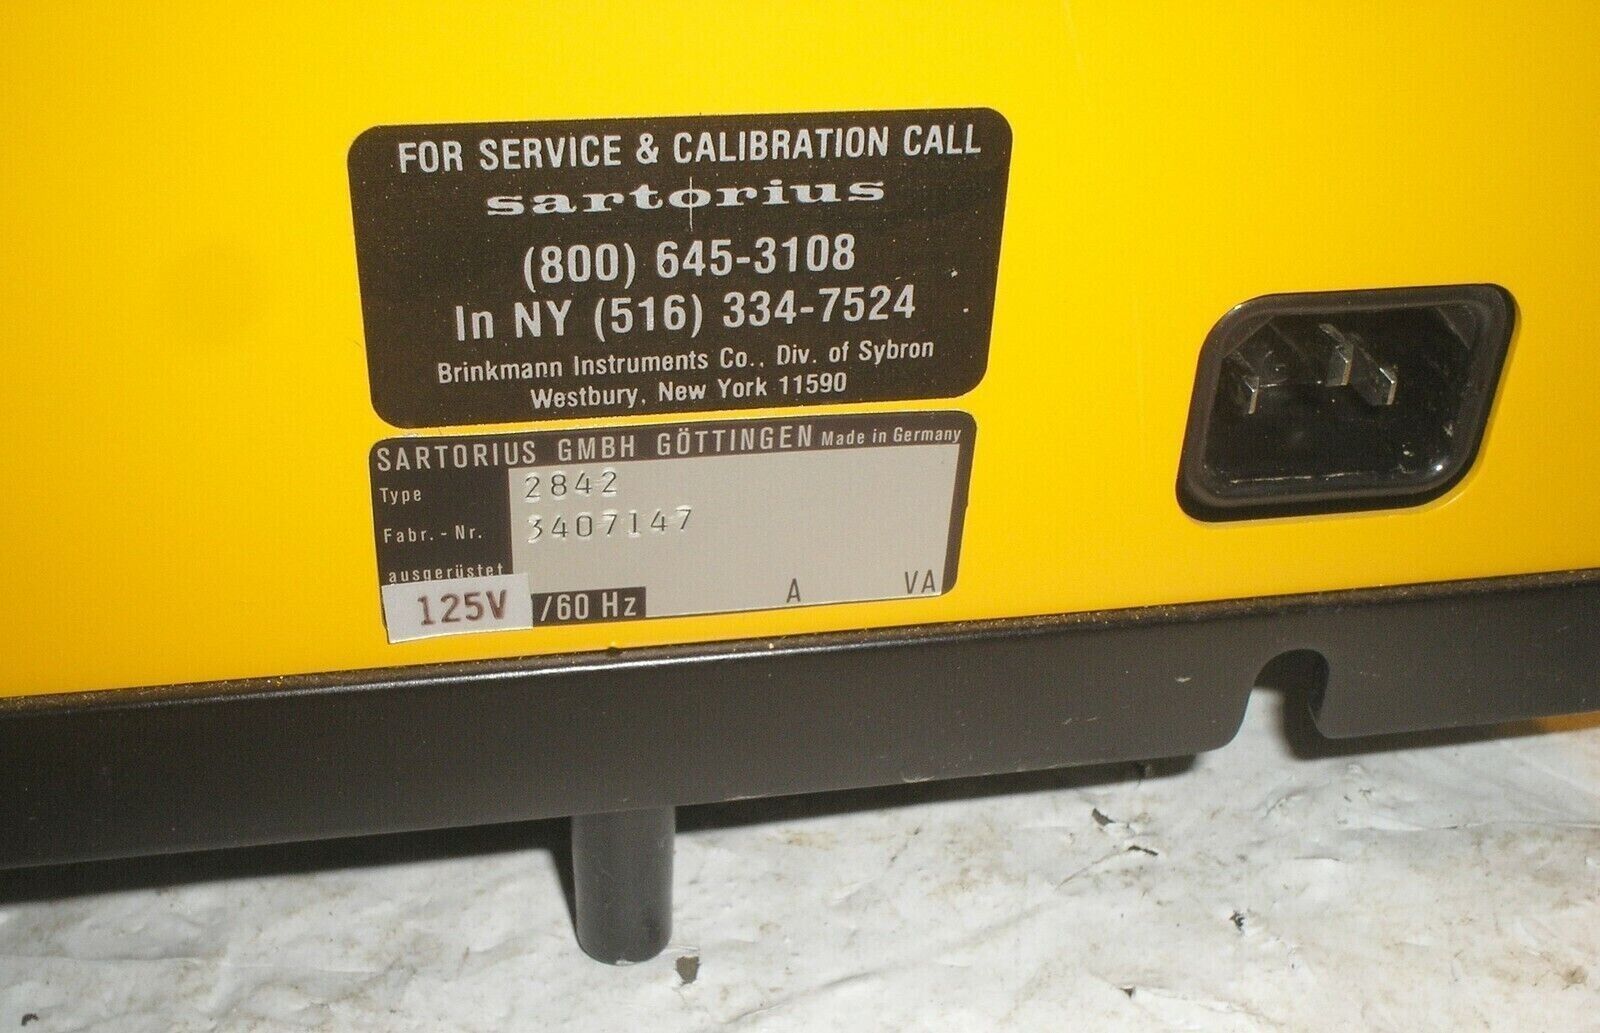 FOR SERVICE & CALIBRATION CALL
sartorius
(800) 645-3108
In NY (516) 334-7524
Brinkmann Instruments Co., Div. of Sybron
Westbury, New York 11590
SARTORIUS GMBH GÖTTINGEN Made in Germany
Type 2842
Fabr.-Nr. 3407147
ausgerüstet
125V /60 Hz A VA